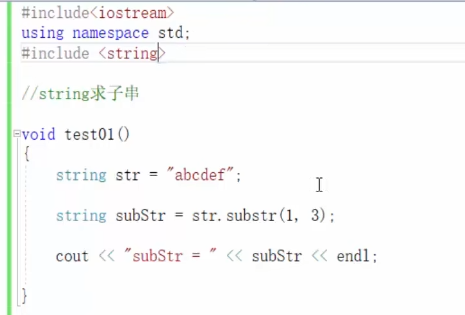 #include<iostream>
using namespace std;
#include <string>
//string求子串
void test01()
{
string str = "abcdef";
string subStr = str.substr(1, 3);
cout << "subStr = " << subStr << endl;
}